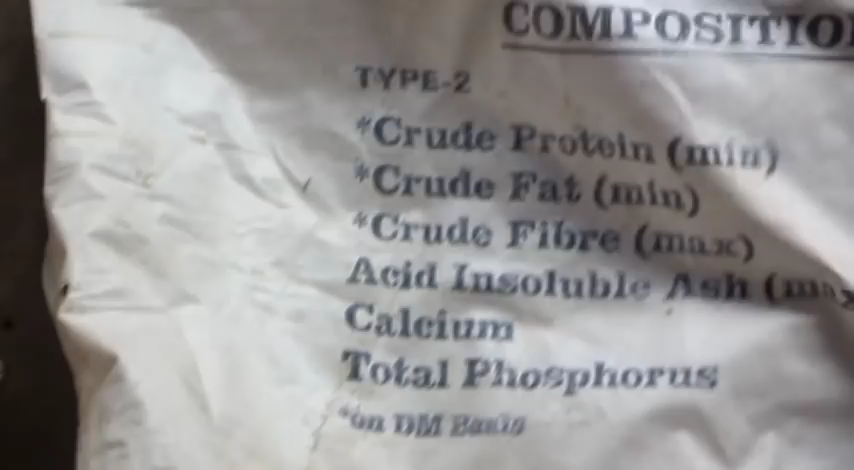 COMPOSITIO
TYPE-2
*Crude Protein (min)
*Crude Fat (min)
*Crude Fibre (max)
Acid Insoluble Ash (max
Calcium
Total Phosphorus
*on DM Basis